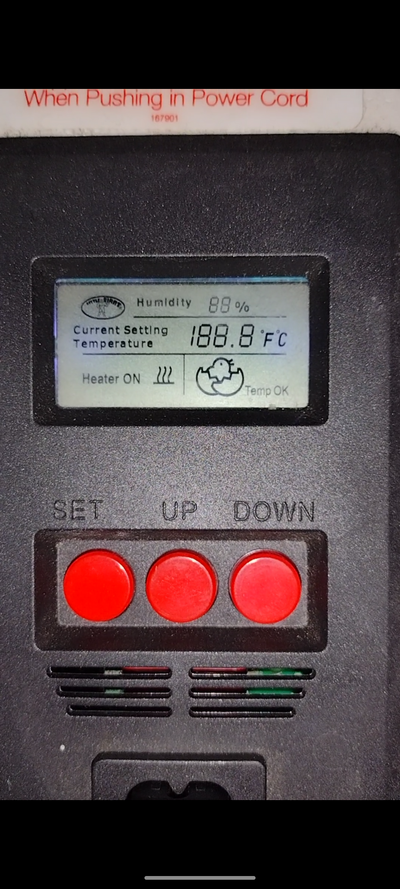 When Pushing in Power Cord
167901
Humidity 88%
Current Setting
Temperature 188.8°F°C
Heater ON
Temp OK
SET UP DOWN